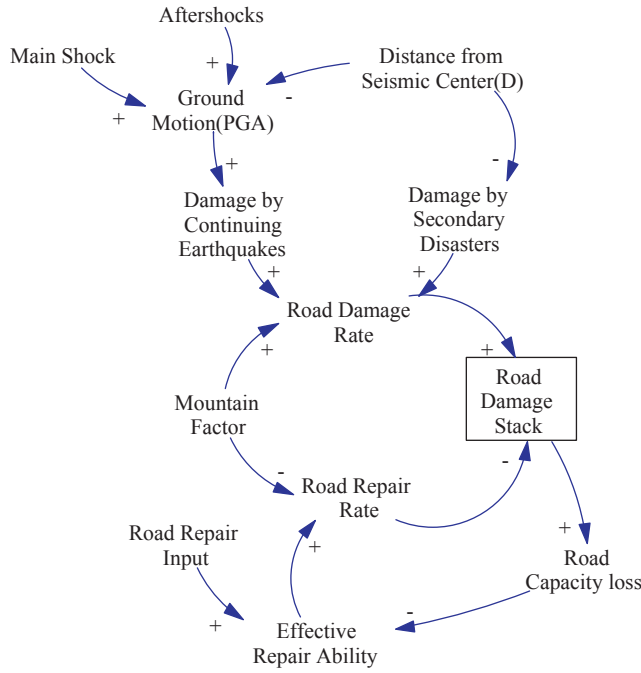 Aftershocks
Main Shock
Distance from
Seismic Center(D)
+
-
Ground
Motion(PGA)
+
+
-
Damage by
Continuing
Earthquakes
Damage by
Secondary
Disasters
+
+
Road Damage
Rate
+
+
Road
Damage
Stack
Mountain
Factor
-
-
Road Repair
Rate
+
Road Repair
Input
+
Road
Capacity loss
+
-
Effective
Repair Ability